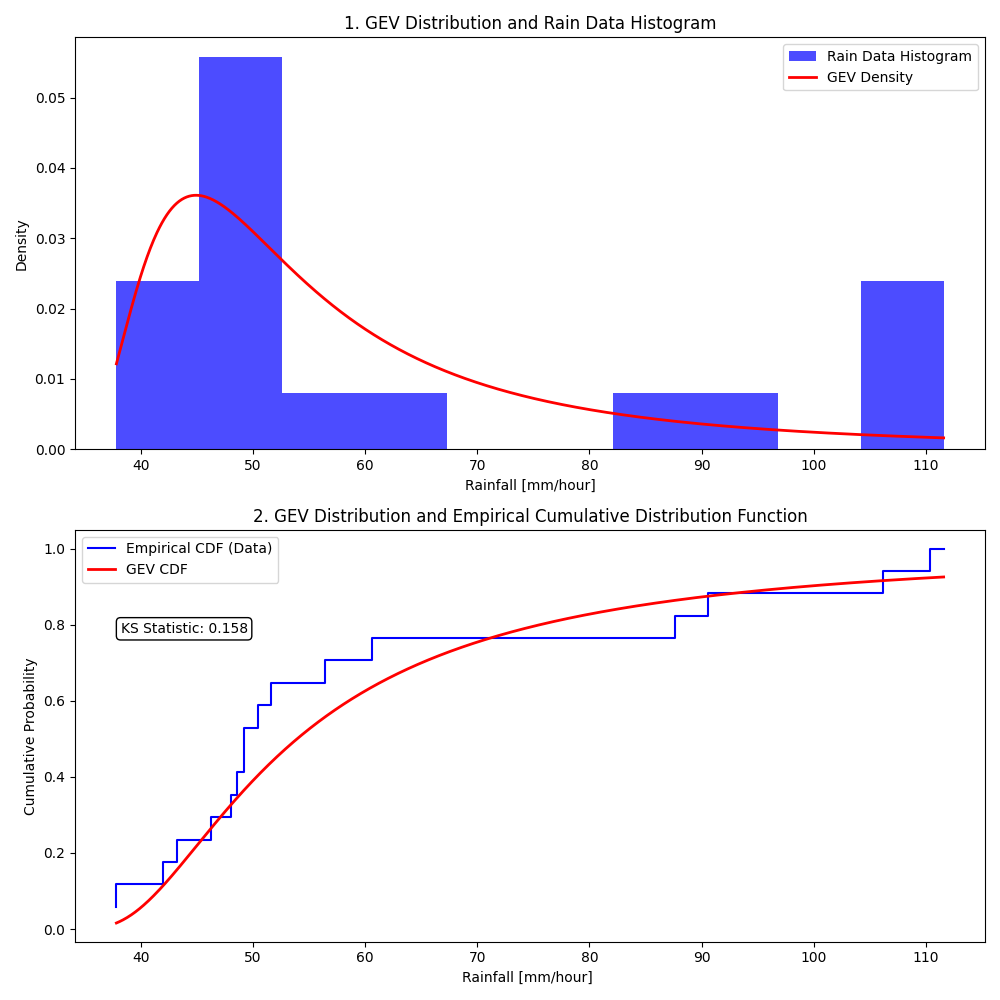 1. GEV Distribution and Rain Data Histogram
Rain Data Histogram
GEV Density
Density
0.05
0.04
0.03
0.02
0.01
0.00
40 50 60 70 80 90 100 110
Rainfall [mm/hour]
2. GEV Distribution and Empirical Cumulative Distribution Function
Empirical CDF (Data)
GEV CDF
KS Statistic: 0.158
Cumulative Probability
1.0
0.8
0.6
0.4
0.2
0.0
40 50 60 70 80 90 100 110
Rainfall [mm/hour]